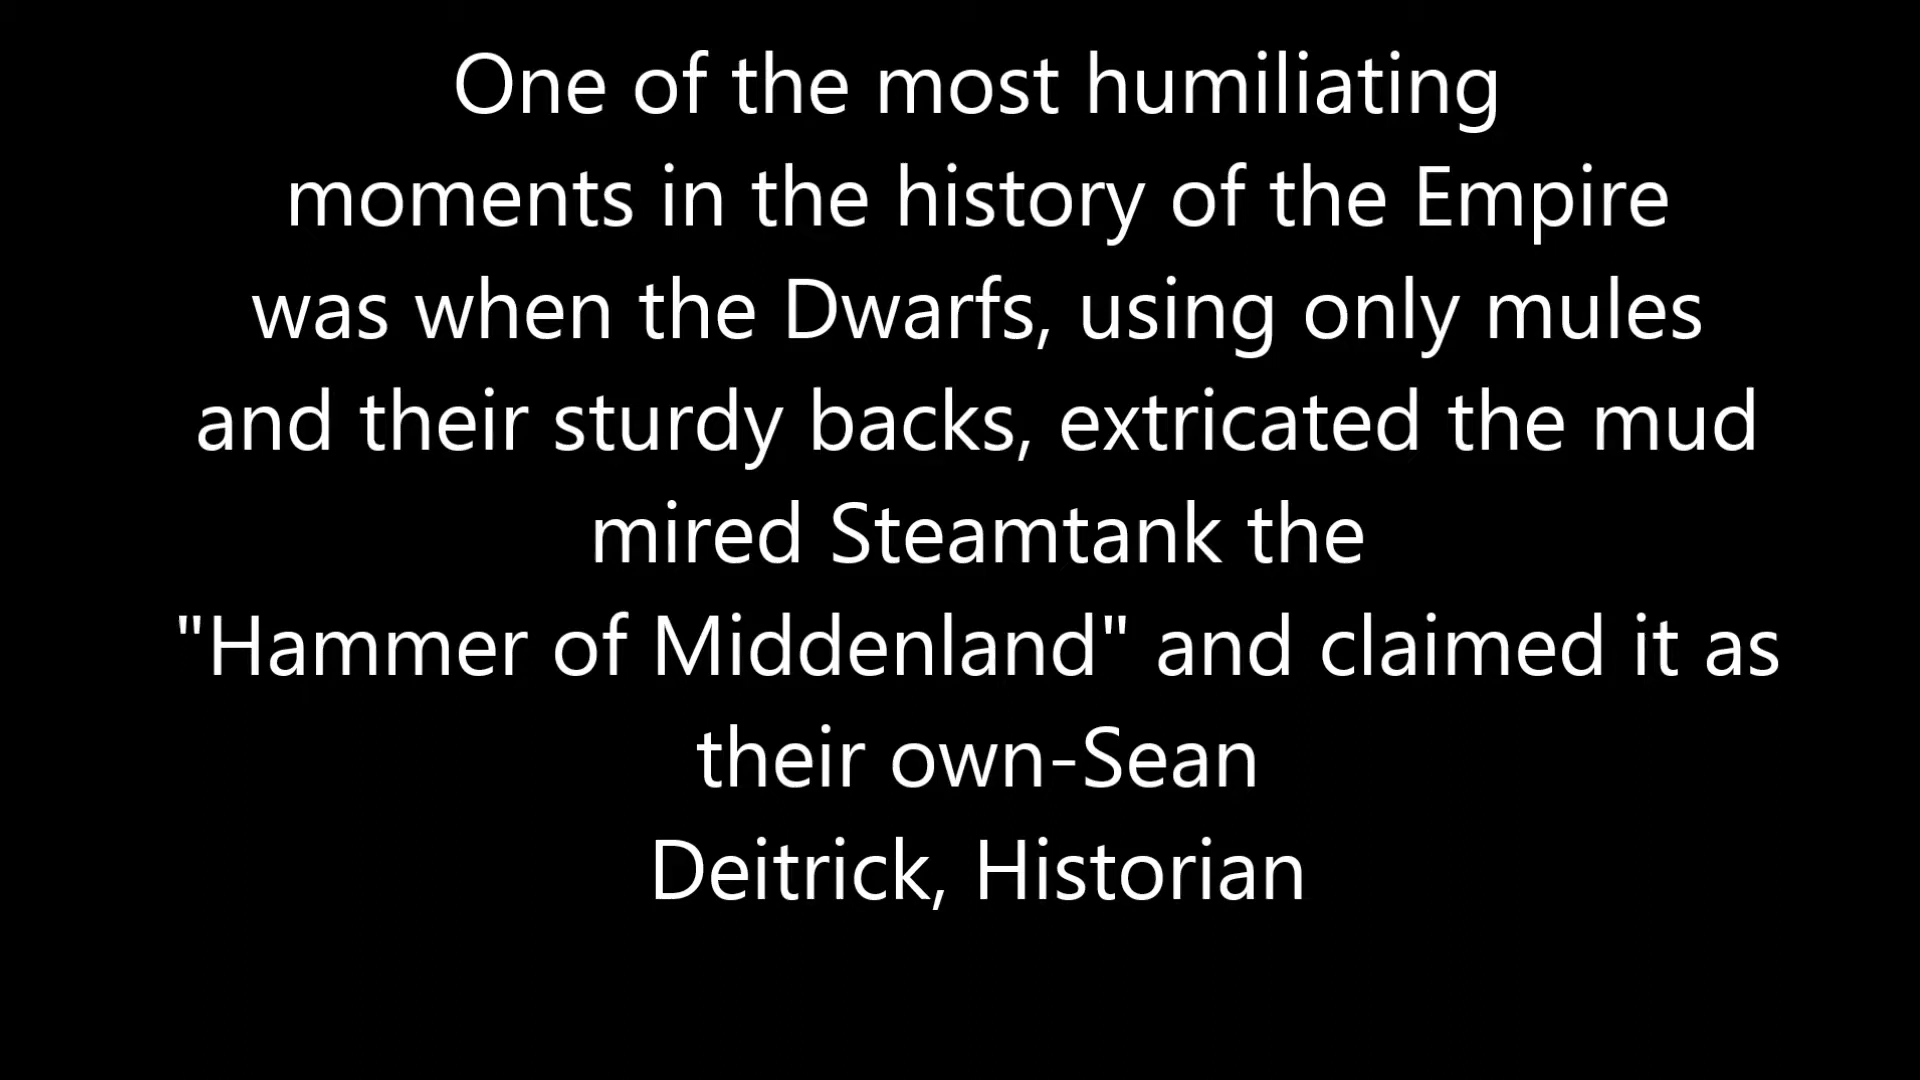 One of the most humiliating
moments in the history of the Empire
was when the Dwarfs, using only mules
and their sturdy backs, extricated the mud
mired Steamtank the
"Hammer of Middenland" and claimed it as
their own-Sean
Deitrick, Historian